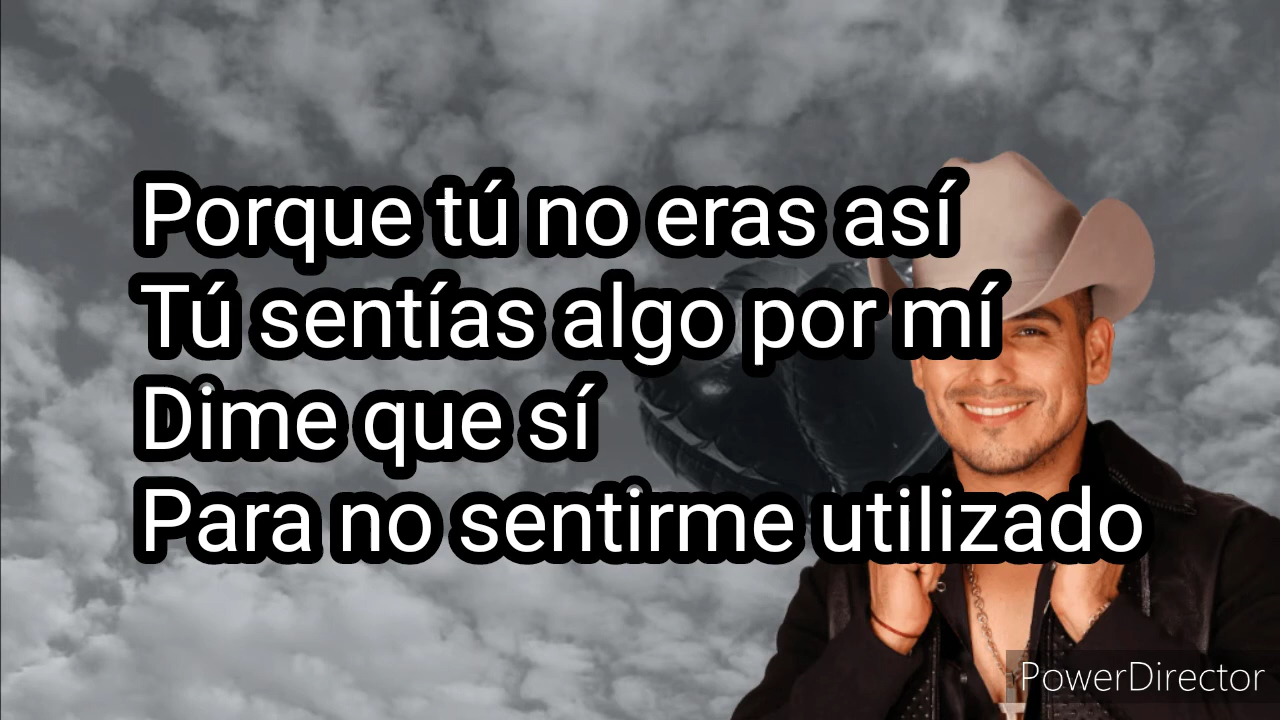 Porque tú no eras así
Tú sentías algo por mí
Dime que sí
Para no sentirme utilizado
PowerDirector